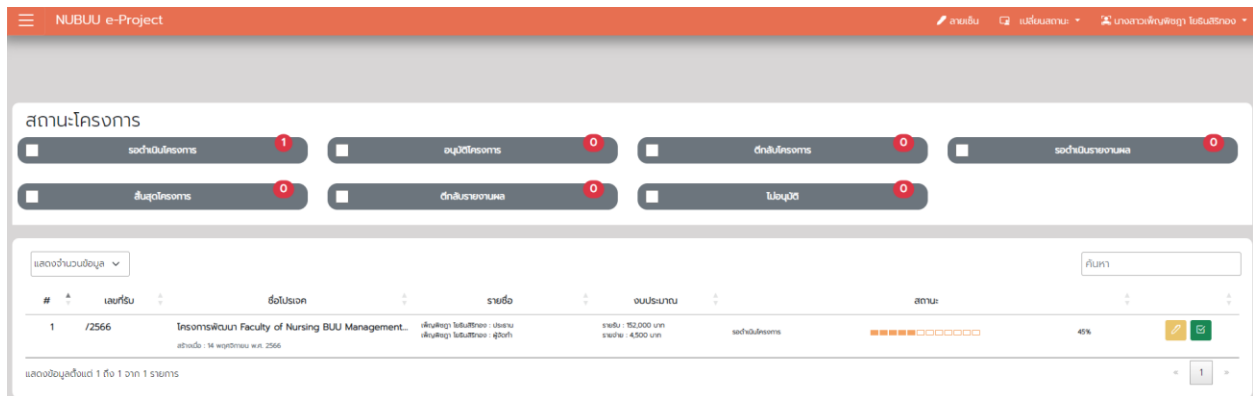 NUBUU e-Project
ลายเซ็น เปลี่ยนสถานะ นางสาวเพ็ญพิชฎา โยธินสิริทอง
สถานะโครงการ
รอดำเนินโครงการ 1 อนุมัติโครงการ 0 ตีกลับโครงการ 0 รอดำเนินรายงานผล 0
สิ้นสุดโครงการ 0 ตีกลับรายงานผล 0 ไม่อนุมัติ 0
แสดงจำนวนข้อมูล ค้นหา
# เลขที่รับ ชื่อโปรเจค รายชื่อ งบประมาณ สถานะ
1 /2566 โครงการพัฒนา Faculty of Nursing BUU Management... เพ็ญพิชฎา โยธินสิริทอง : ประธาน รายรับ : 152,000 บาท รอดำเนินโครงการ 45%
สร้างเมื่อ : 14 พฤศจิกายน พ.ศ. 2566 เพ็ญพิชฎา โยธินสิริทอง : ผู้จัดทำ รายจ่าย : 4,500 บาท
แสดงข้อมูลตั้งแต่ 1 ถึง 1 จาก 1 รายการ « 1 »